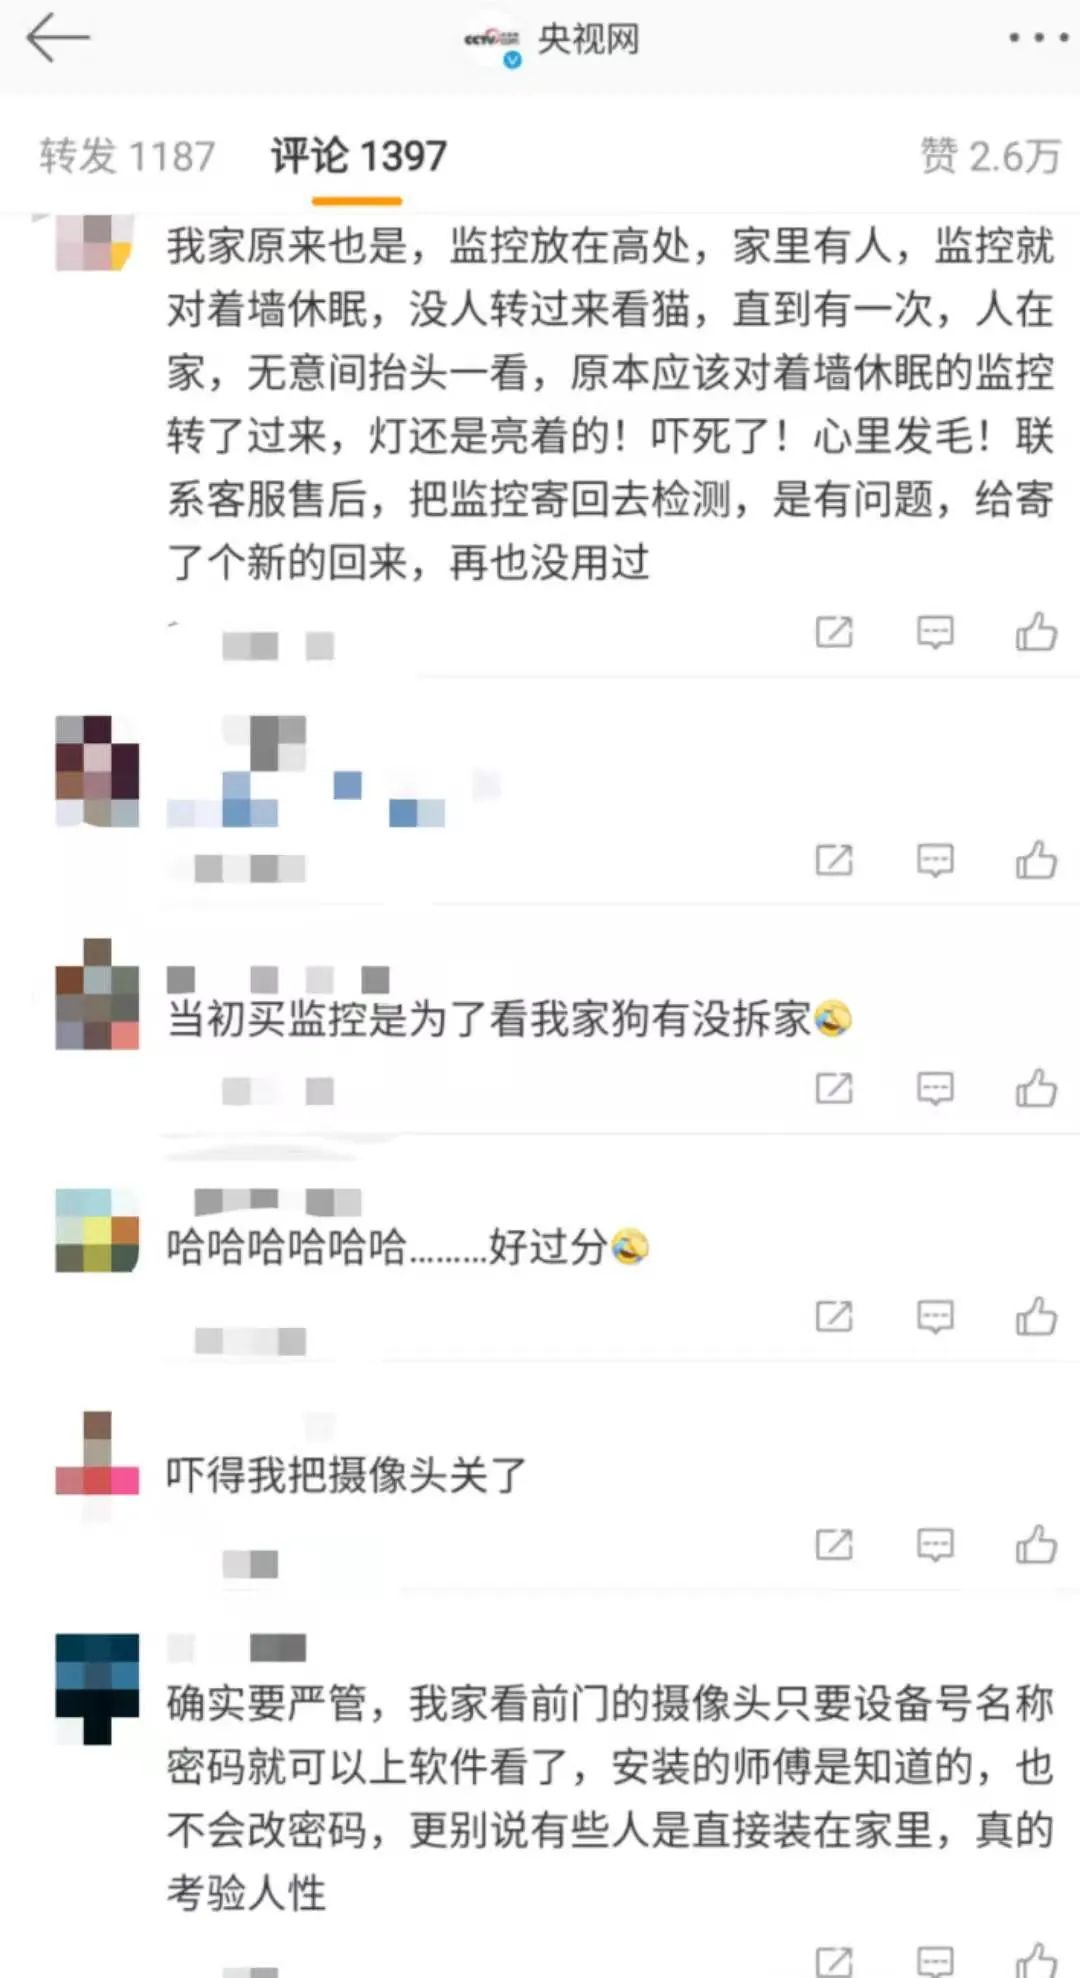 CCTV 央视网
转发 1187
评论 1397
赞 2.6万
我家原来也是，监控放在高处，家里有人，监控就
对着墙休眠，没人转过来看猫，直到有一次，人在
家，无意间抬头一看，原本应该对着墙休眠的监控
转了过来，灯还是亮着的！吓死了！心里发毛！联
系客服售后，把监控寄回去检测，是有问题，给寄
了个新的回来，再也没用过
当初买监控是为了看我家狗有没拆家🤣
哈哈哈哈哈哈………好过分🤣
吓得我把摄像头关了
确实要严管，我家看前门的摄像头只要设备号名称
密码就可以上软件看了，安装的师傅是知道的，也
不会改密码，更别说有些人是直接装在家里，真的
考验人性